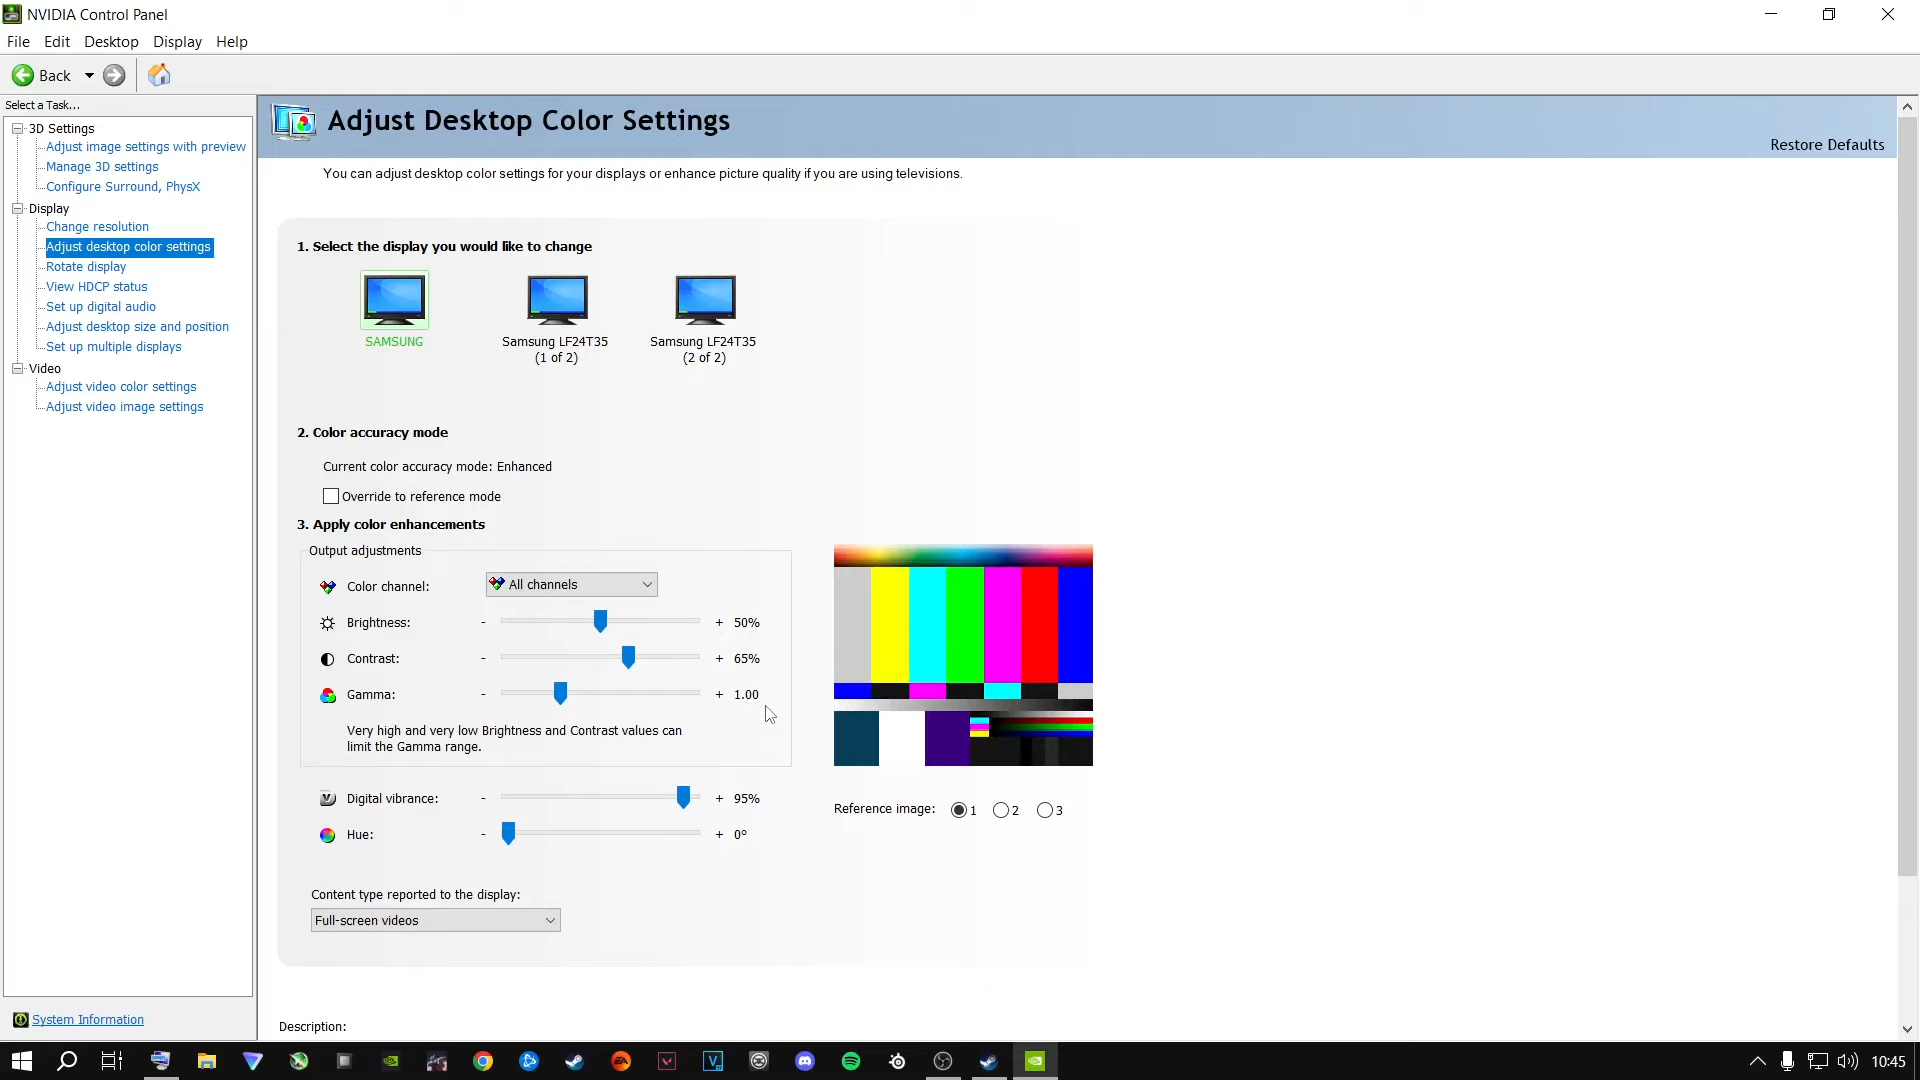 NVIDIA Control Panel
File Edit Desktop Display Help
Back
Select a Task...
3D Settings
Adjust image settings with preview
Manage 3D settings
Configure Surround, PhysX
Display
Change resolution
Adjust desktop color settings
Rotate display
View HDCP status
Set up digital audio
Adjust desktop size and position
Set up multiple displays
Video
Adjust video color settings
Adjust video image settings
System Information
Adjust Desktop Color Settings
Restore Defaults
You can adjust desktop color settings for your displays or enhance picture quality if you are using televisions.
1. Select the display you would like to change
SAMSUNG
Samsung LF24T35
(1 of 2)
Samsung LF24T35
(2 of 2)
2. Color accuracy mode
Current color accuracy mode: Enhanced
Override to reference mode
3. Apply color enhancements
Output adjustments
Color channel: All channels
Brightness: - + 50%
Contrast: - + 65%
Gamma: - + 1.00
Very high and very low Brightness and Contrast values can
limit the Gamma range.
Digital vibrance: - + 95%
Hue: - + 0°
Reference image: 1 2 3
Content type reported to the display:
Full-screen videos
Description:
10:45